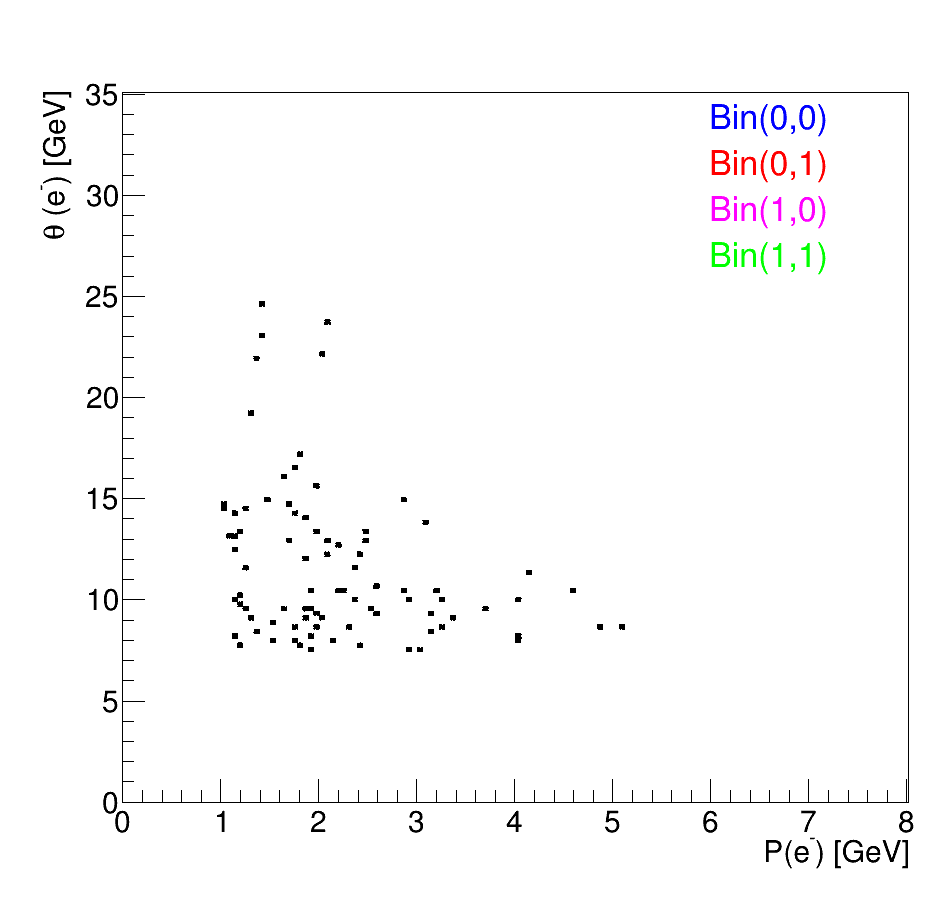 35
30
25
20
15
10
5
0
θ (e⁻) [GeV]
Bin(0,0)
Bin(0,1)
Bin(1,0)
Bin(1,1)
0 1 2 3 4 5 6 7 8
P(e⁻) [GeV]